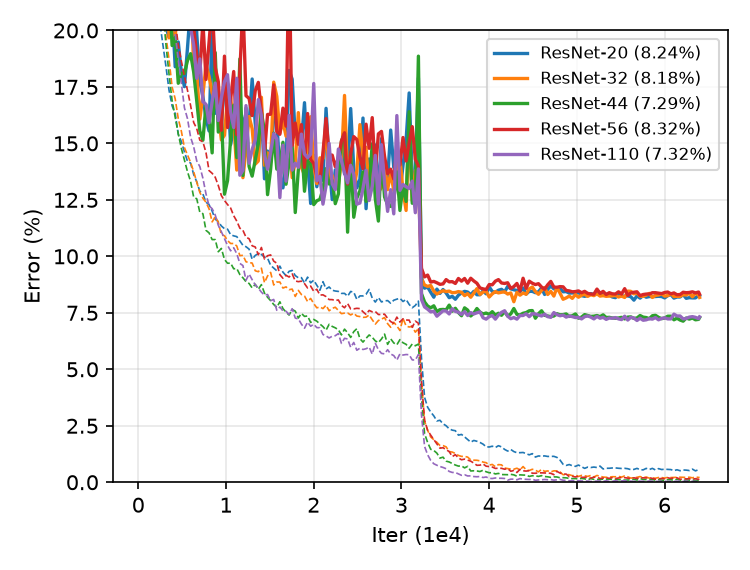 20.0
17.5
15.0
12.5
10.0
7.5
5.0
2.5
0.0
Error (%)
0 1 2 3 4 5 6
Iter (1e4)
ResNet-20 (8.24%)
ResNet-32 (8.18%)
ResNet-44 (7.29%)
ResNet-56 (8.32%)
ResNet-110 (7.32%)